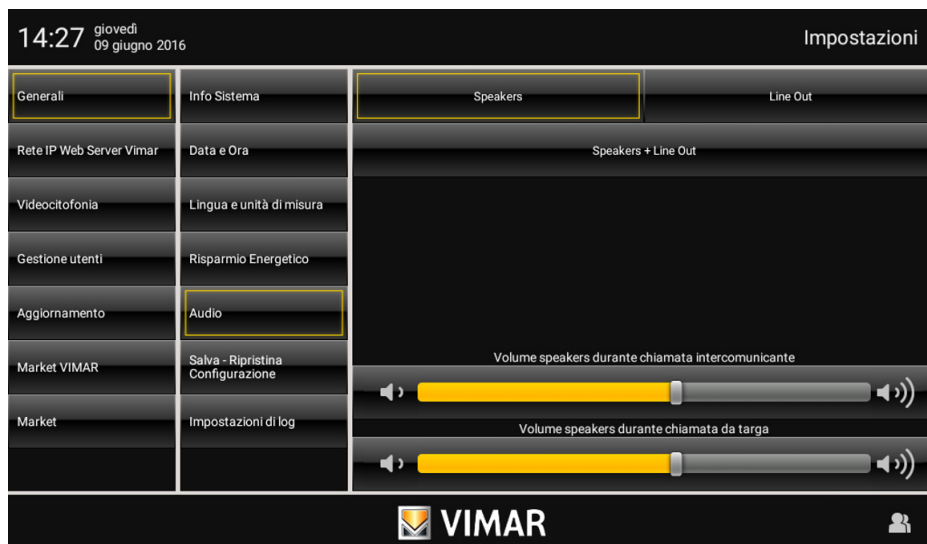 14:27
giovedì
09 giugno 2016
Impostazioni
Generali
Rete IP Web Server Vimar
Videocitofonia
Gestione utenti
Aggiornamento
Market VIMAR
Market
Info Sistema
Data e Ora
Lingua e unità di misura
Risparmio Energetico
Audio
Salva - Ripristina
Configurazione
Impostazioni di log
Speakers
Line Out
Speakers + Line Out
Volume speakers durante chiamata intercomunicante
Volume speakers durante chiamata da targa
VIMAR